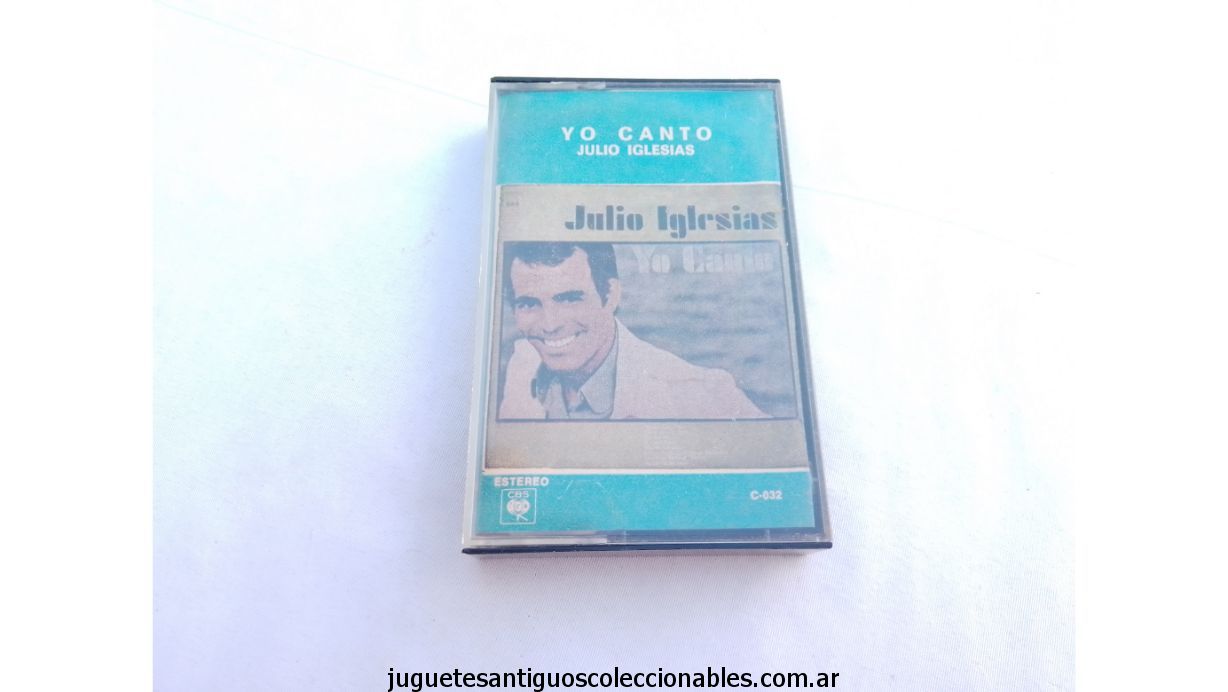 YO CANTO
JULIO IGLESIAS
Julio Iglesias
Yo Canto
ESTEREO
CBS
C-032
juguetesantiguoscoleccionables.com.ar